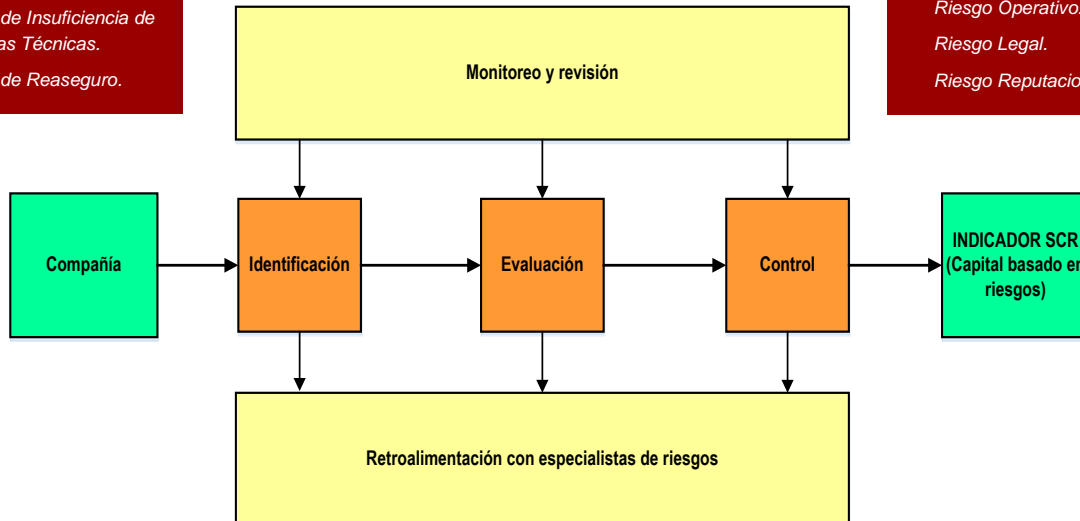 de Insuficiencia de
as Técnicas.
de Reaseguro.
Riesgo Operativo.
Riesgo Legal.
Riesgo Reputacio
Monitoreo y revisión
Compañía
Identificación
Evaluación
Control
INDICADOR SCR
(Capital basado en
riesgos)
Retroalimentación con especialistas de riesgos